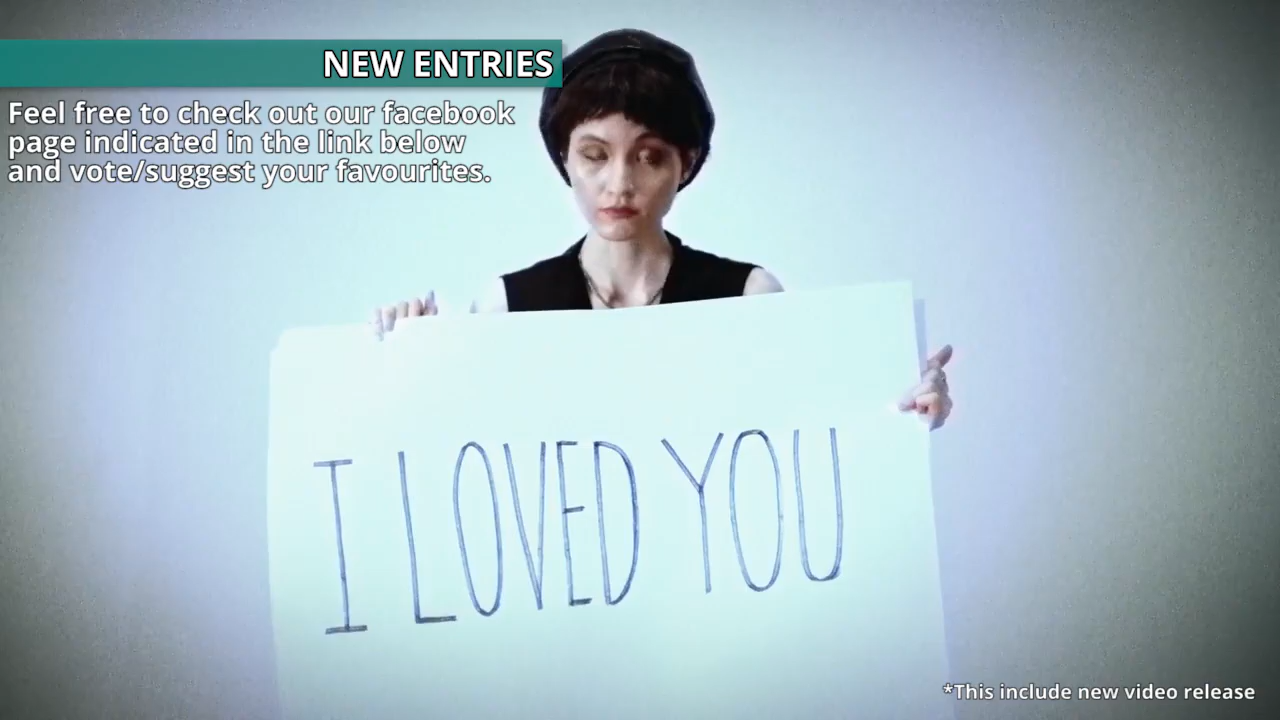 NEW ENTRIES
Feel free to check out our facebook
page indicated in the link below
and vote/suggest your favourites.
I LOVED YOU
*This include new video release